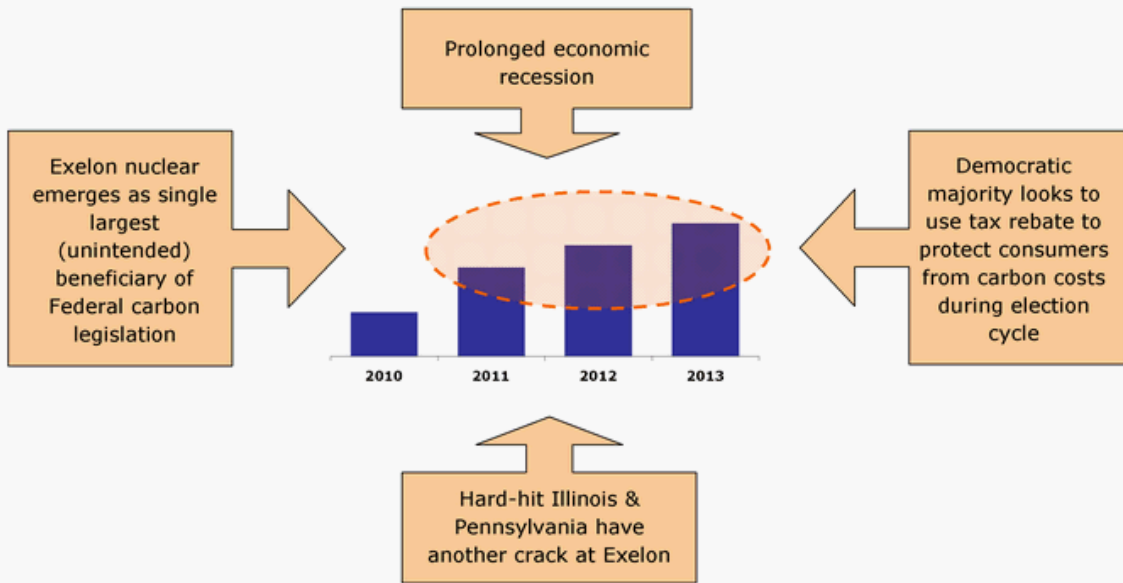 Prolonged economic
recession
Exelon nuclear
emerges as single
largest
(unintended)
beneficiary of
Federal carbon
legislation
Democratic
majority looks to
use tax rebate to
protect consumers
from carbon costs
during election
cycle
2010
2011
2012
2013
Hard-hit Illinois &
Pennsylvania have
another crack at
Exelon